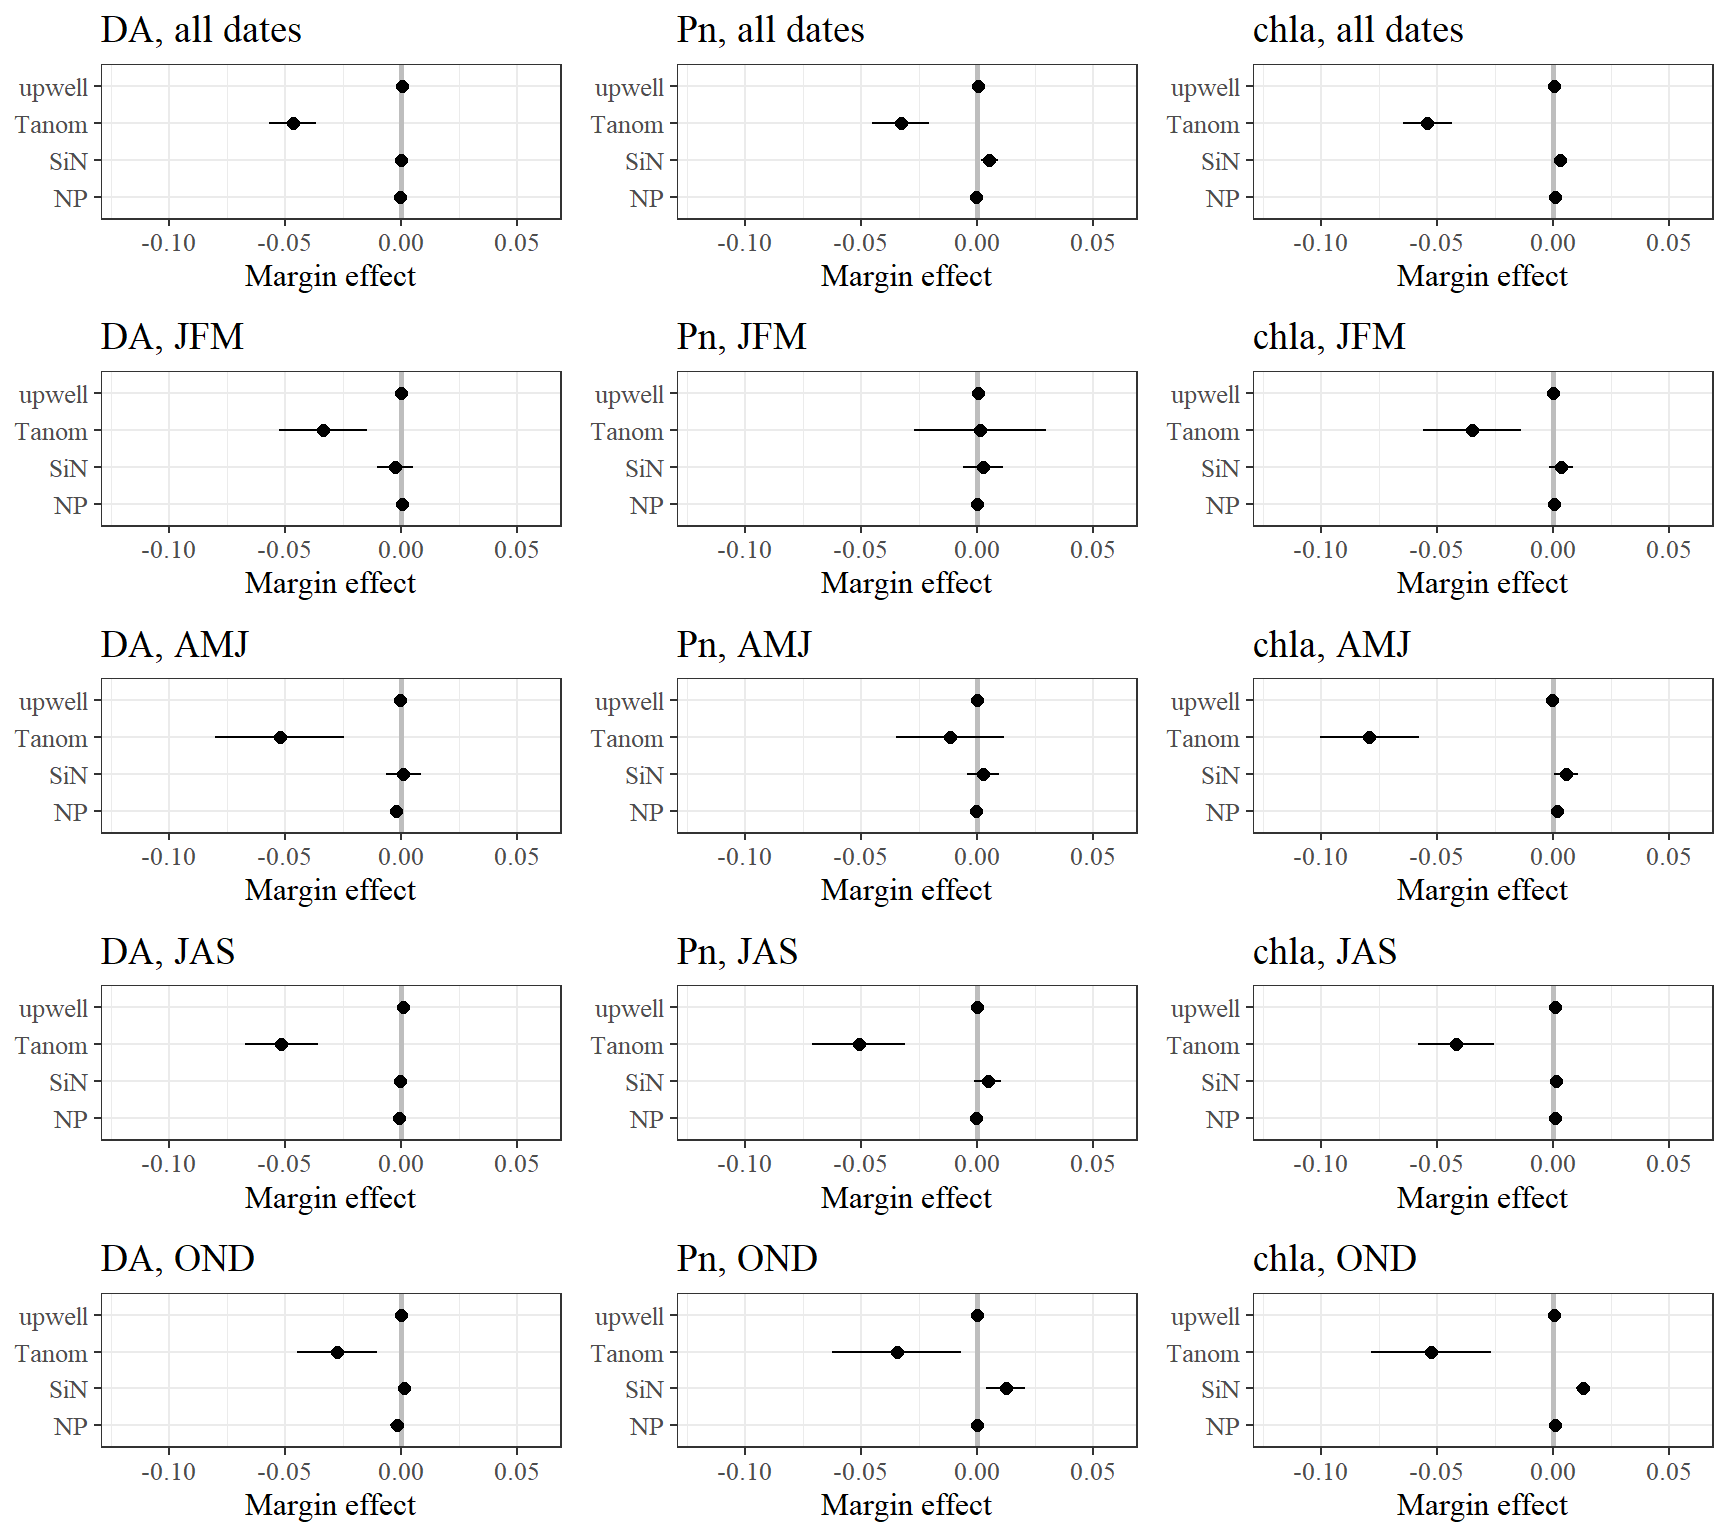 DA, all dates
Pn, all dates
chla, all dates
upwell
Tanom
SiN
NP
-0.10 -0.05 0.00 0.05
Margin effect
upwell
Tanom
SiN
NP
-0.10 -0.05 0.00 0.05
Margin effect
upwell
Tanom
SiN
NP
-0.10 -0.05 0.00 0.05
Margin effect
DA, JFM
Pn, JFM
chla, JFM
upwell
Tanom
SiN
NP
-0.10 -0.05 0.00 0.05
Margin effect
upwell
Tanom
SiN
NP
-0.10 -0.05 0.00 0.05
Margin effect
upwell
Tanom
SiN
NP
-0.10 -0.05 0.00 0.05
Margin effect
DA, AMJ
Pn, AMJ
chla, AMJ
upwell
Tanom
SiN
NP
-0.10 -0.05 0.00 0.05
Margin effect
upwell
Tanom
SiN
NP
-0.10 -0.05 0.00 0.05
Margin effect
upwell
Tanom
SiN
NP
-0.10 -0.05 0.00 0.05
Margin effect
DA, JAS
Pn, JAS
chla, JAS
upwell
Tanom
SiN
NP
-0.10 -0.05 0.00 0.05
Margin effect
upwell
Tanom
SiN
NP
-0.10 -0.05 0.00 0.05
Margin effect
upwell
Tanom
SiN
NP
-0.10 -0.05 0.00 0.05
Margin effect
DA, OND
Pn, OND
chla, OND
upwell
Tanom
SiN
NP
-0.10 -0.05 0.00 0.05
Margin effect
upwell
Tanom
SiN
NP
-0.10 -0.05 0.00 0.05
Margin effect
upwell
Tanom
SiN
NP
-0.10 -0.05 0.00 0.05
Margin effect